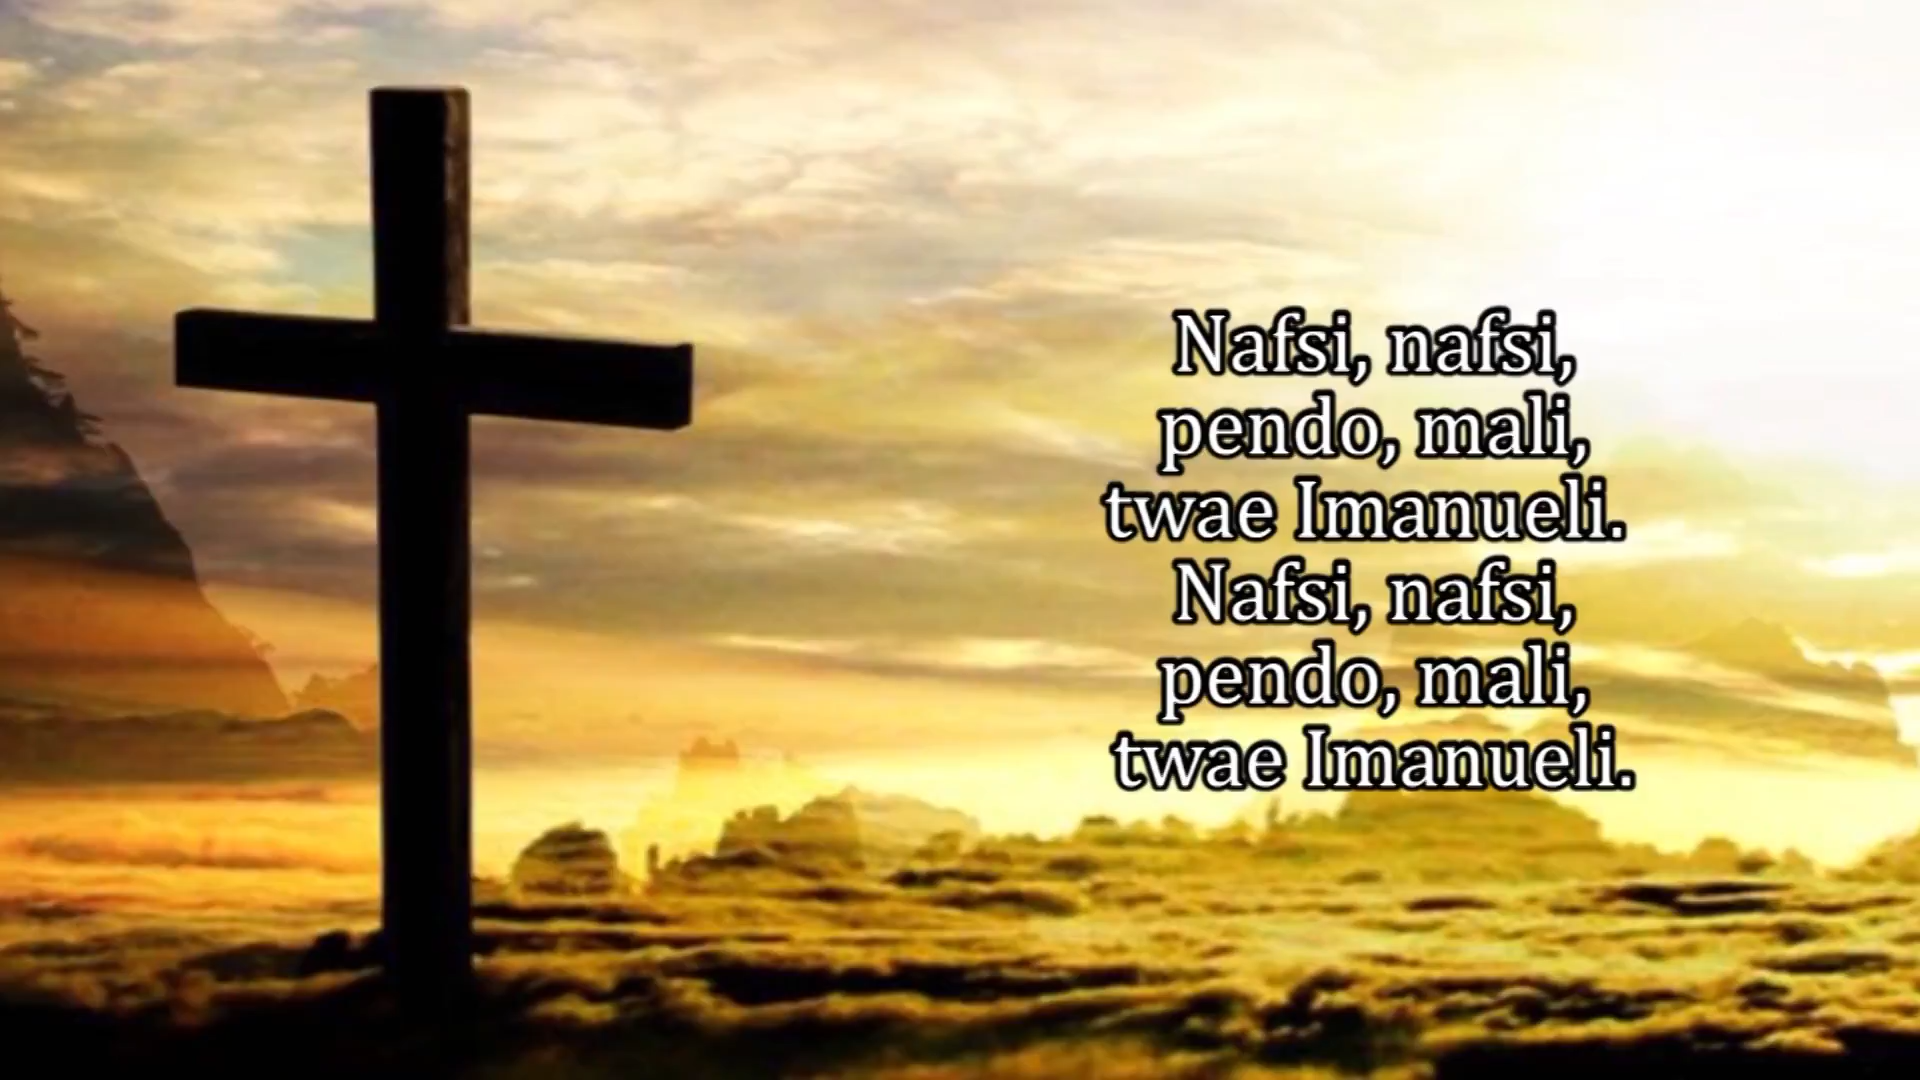 Nafsi, nafsi,
pendo, mali,
twae Imanueli.
Nafsi, nafsi,
pendo, mali,
twae Imanueli.